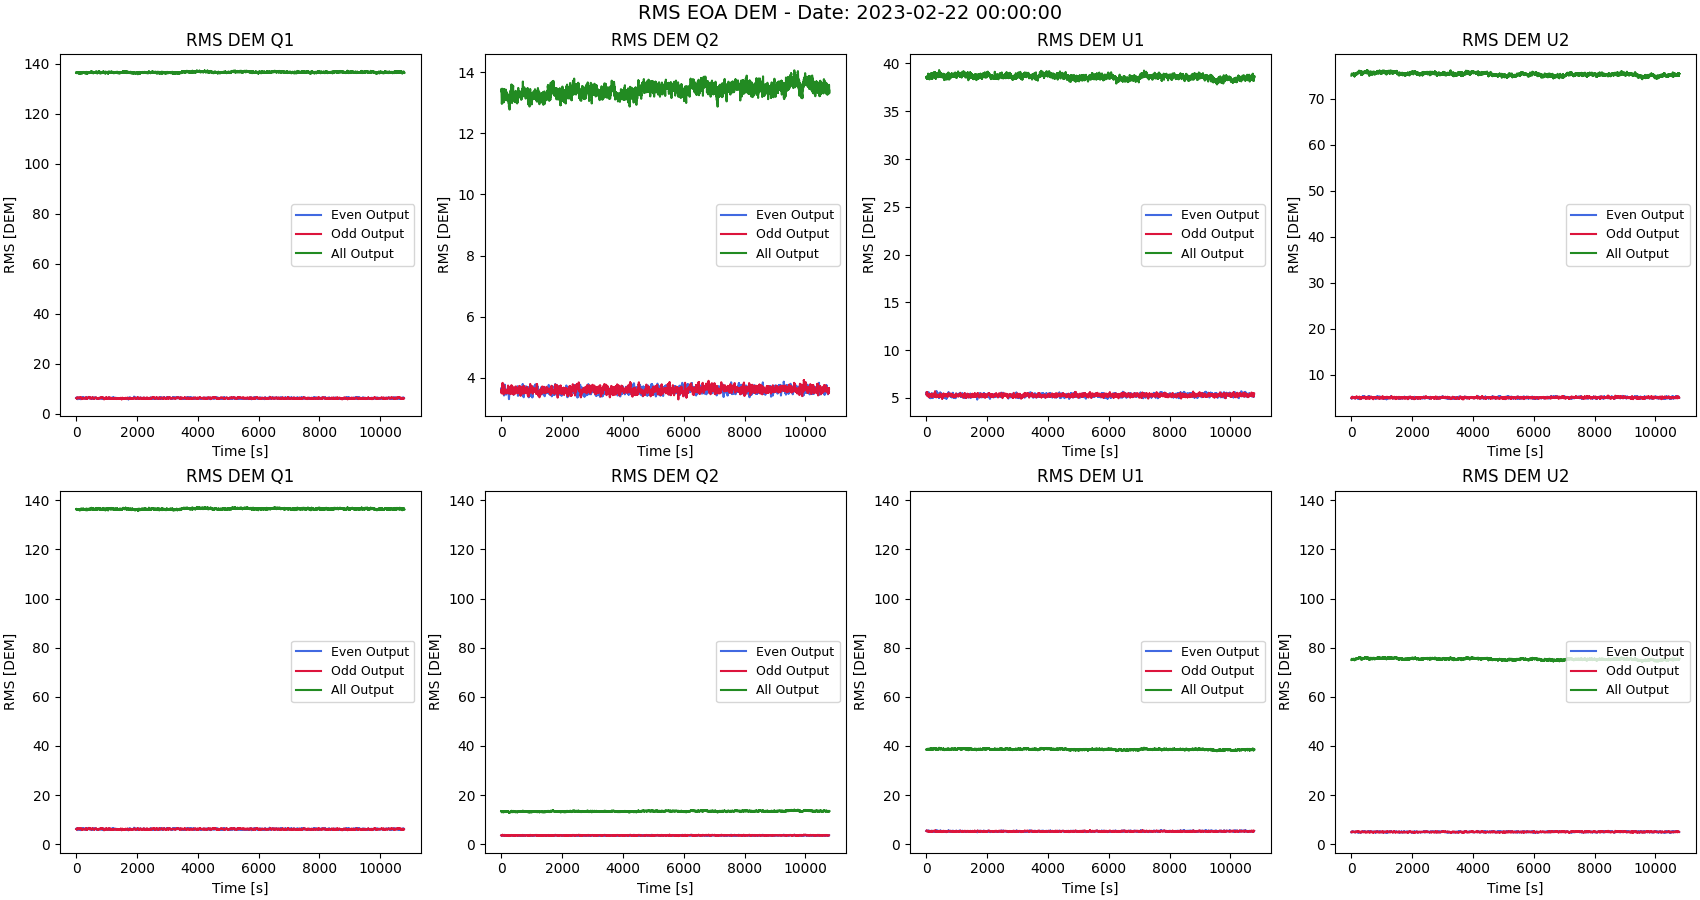 RMS EOA DEM - Date: 2023-02-22 00:00:00
RMS DEM Q1
RMS [DEM]
140
120
100
80
60
40
20
0
Even Output
Odd Output
All Output
0 2000 4000 6000 8000 10000
Time [s]
RMS DEM Q2
RMS [DEM]
14
12
10
8
6
4
Even Output
Odd Output
All Output
0 2000 4000 6000 8000 10000
Time [s]
RMS DEM U1
RMS [DEM]
40
35
30
25
20
15
10
5
Even Output
Odd Output
All Output
0 2000 4000 6000 8000 10000
Time [s]
RMS DEM U2
RMS [DEM]
70
60
50
40
30
20
10
Even Output
Odd Output
All Output
0 2000 4000 6000 8000 10000
Time [s]
RMS DEM Q1
RMS [DEM]
140
120
100
80
60
40
20
0
Even Output
Odd Output
All Output
0 2000 4000 6000 8000 10000
Time [s]
RMS DEM Q2
RMS [DEM]
140
120
100
80
60
40
20
0
Even Output
Odd Output
All Output
0 2000 4000 6000 8000 10000
Time [s]
RMS DEM U1
RMS [DEM]
140
120
100
80
60
40
20
0
Even Output
Odd Output
All Output
0 2000 4000 6000 8000 10000
Time [s]
RMS DEM U2
RMS [DEM]
140
120
100
80
60
40
20
0
Even Output
Odd Output
All Output
0 2000 4000 6000 8000 10000
Time [s]